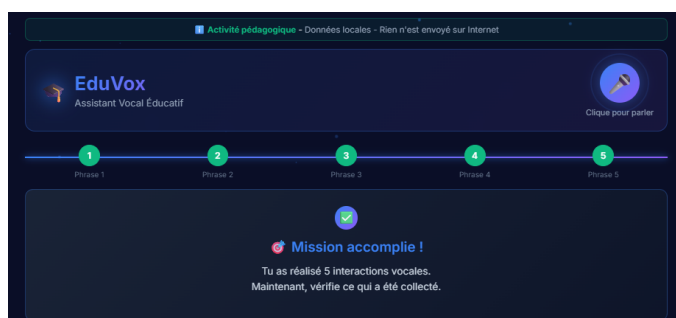 Activité pédagogique - Données locales - Rien n'est envoyé sur Internet
EduVox
Assistant Vocal Éducatif
Clique pour parler
1 2 3 4 5
Phrase 1 Phrase 2 Phrase 3 Phrase 4 Phrase 5
Mission accomplie !
Tu as réalisé 5 interactions vocales.
Maintenant, vérifie ce qui a été collecté.